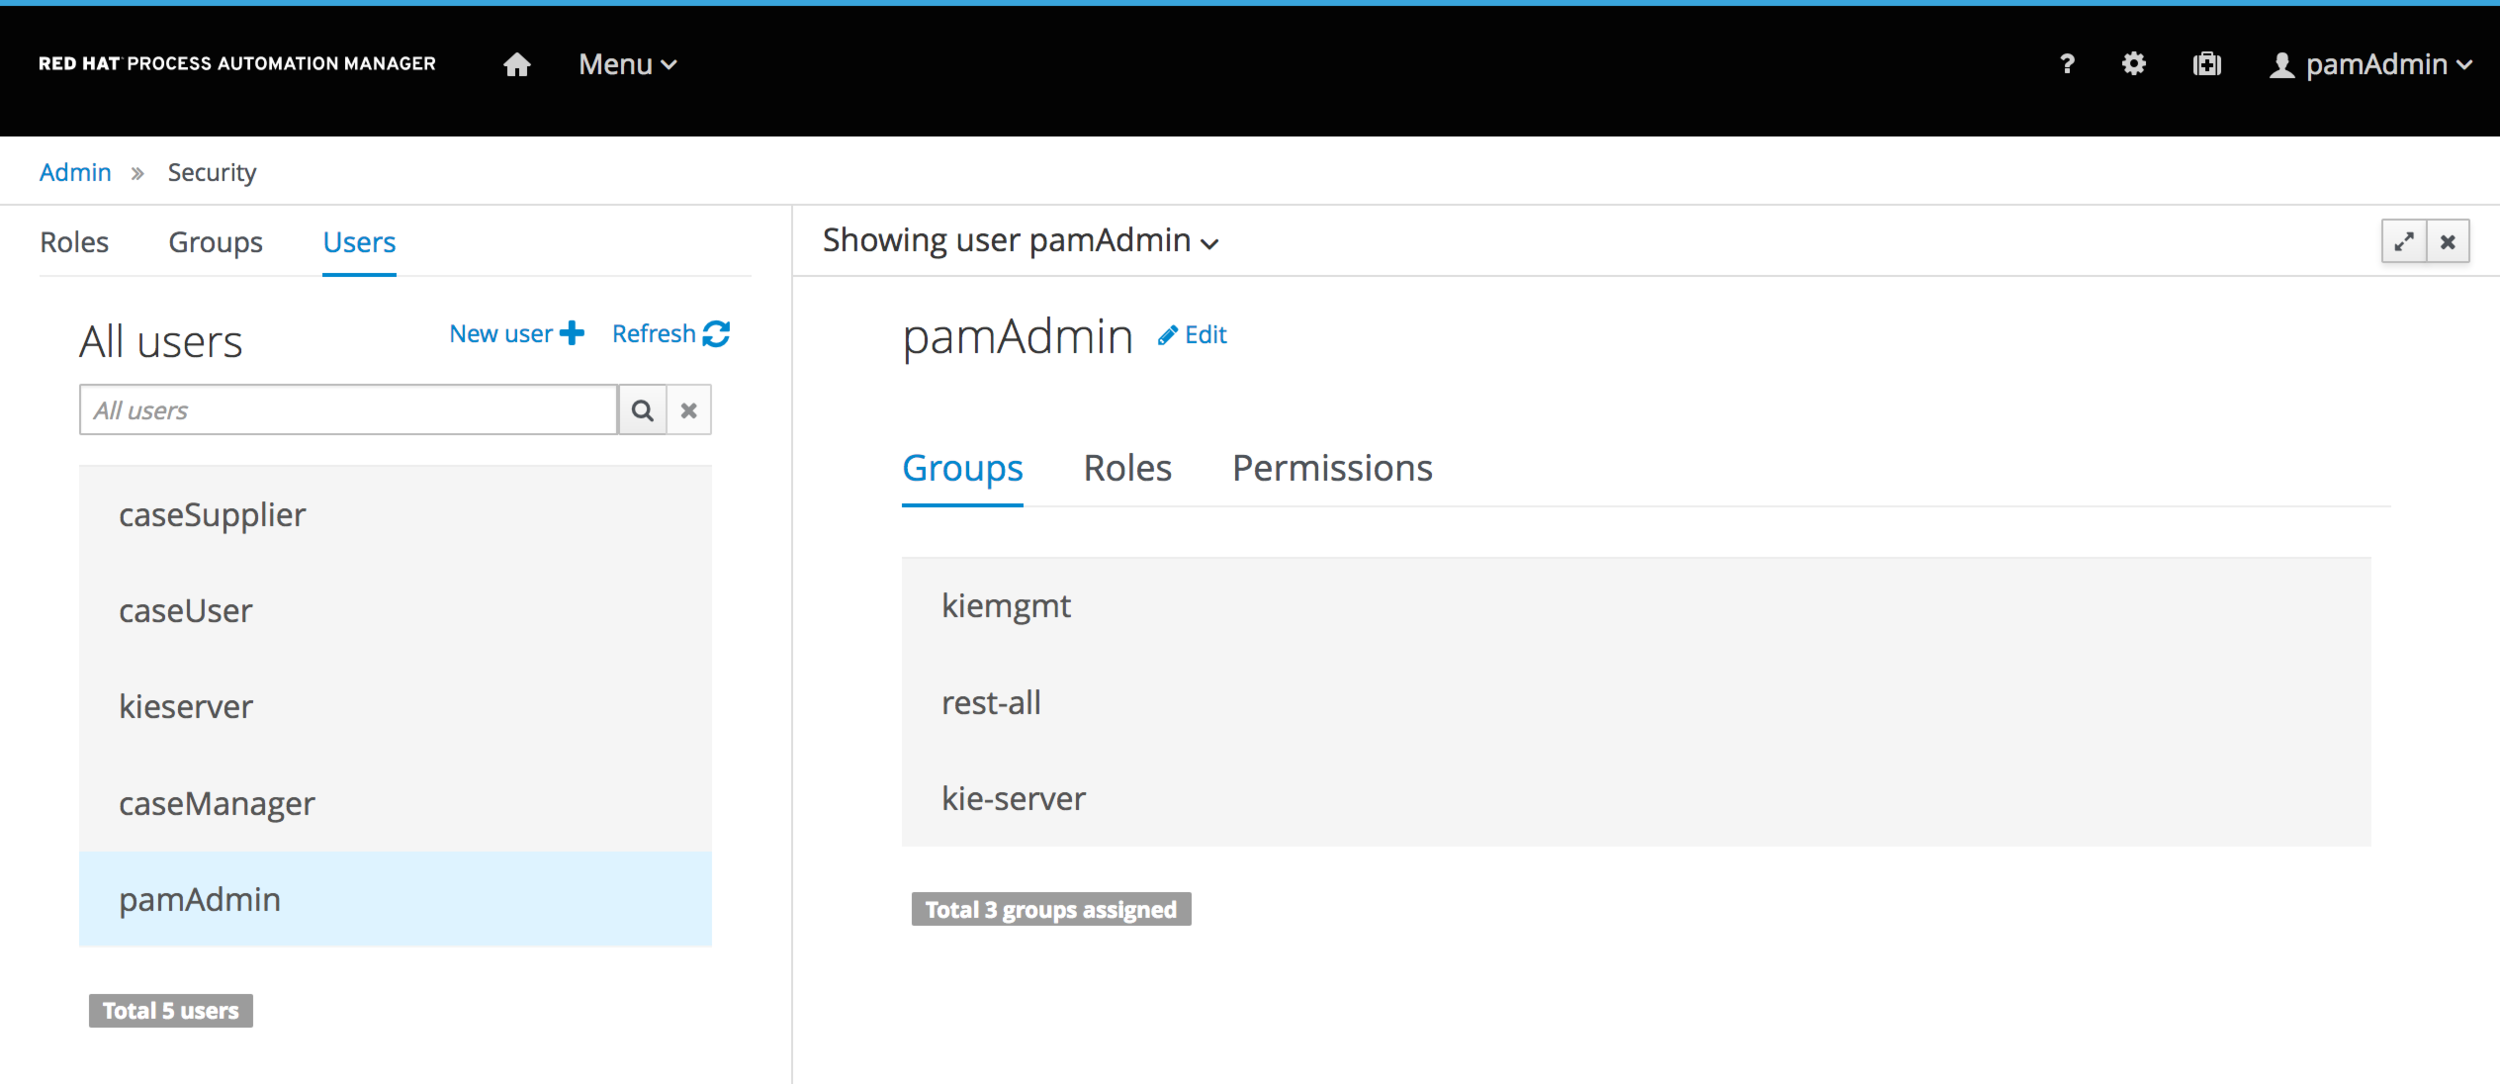 RED HAT PROCESS AUTOMATION MANAGER
Menu
?
pamAdmin
Admin » Security
Roles Groups Users
All users
New user
Refresh
All users
caseSupplier
caseUser
kieserver
caseManager
pamAdmin
Total 5 users
Showing user pamAdmin
pamAdmin
Edit
Groups Roles Permissions
kiemgmt
rest-all
kie-server
Total 3 groups assigned